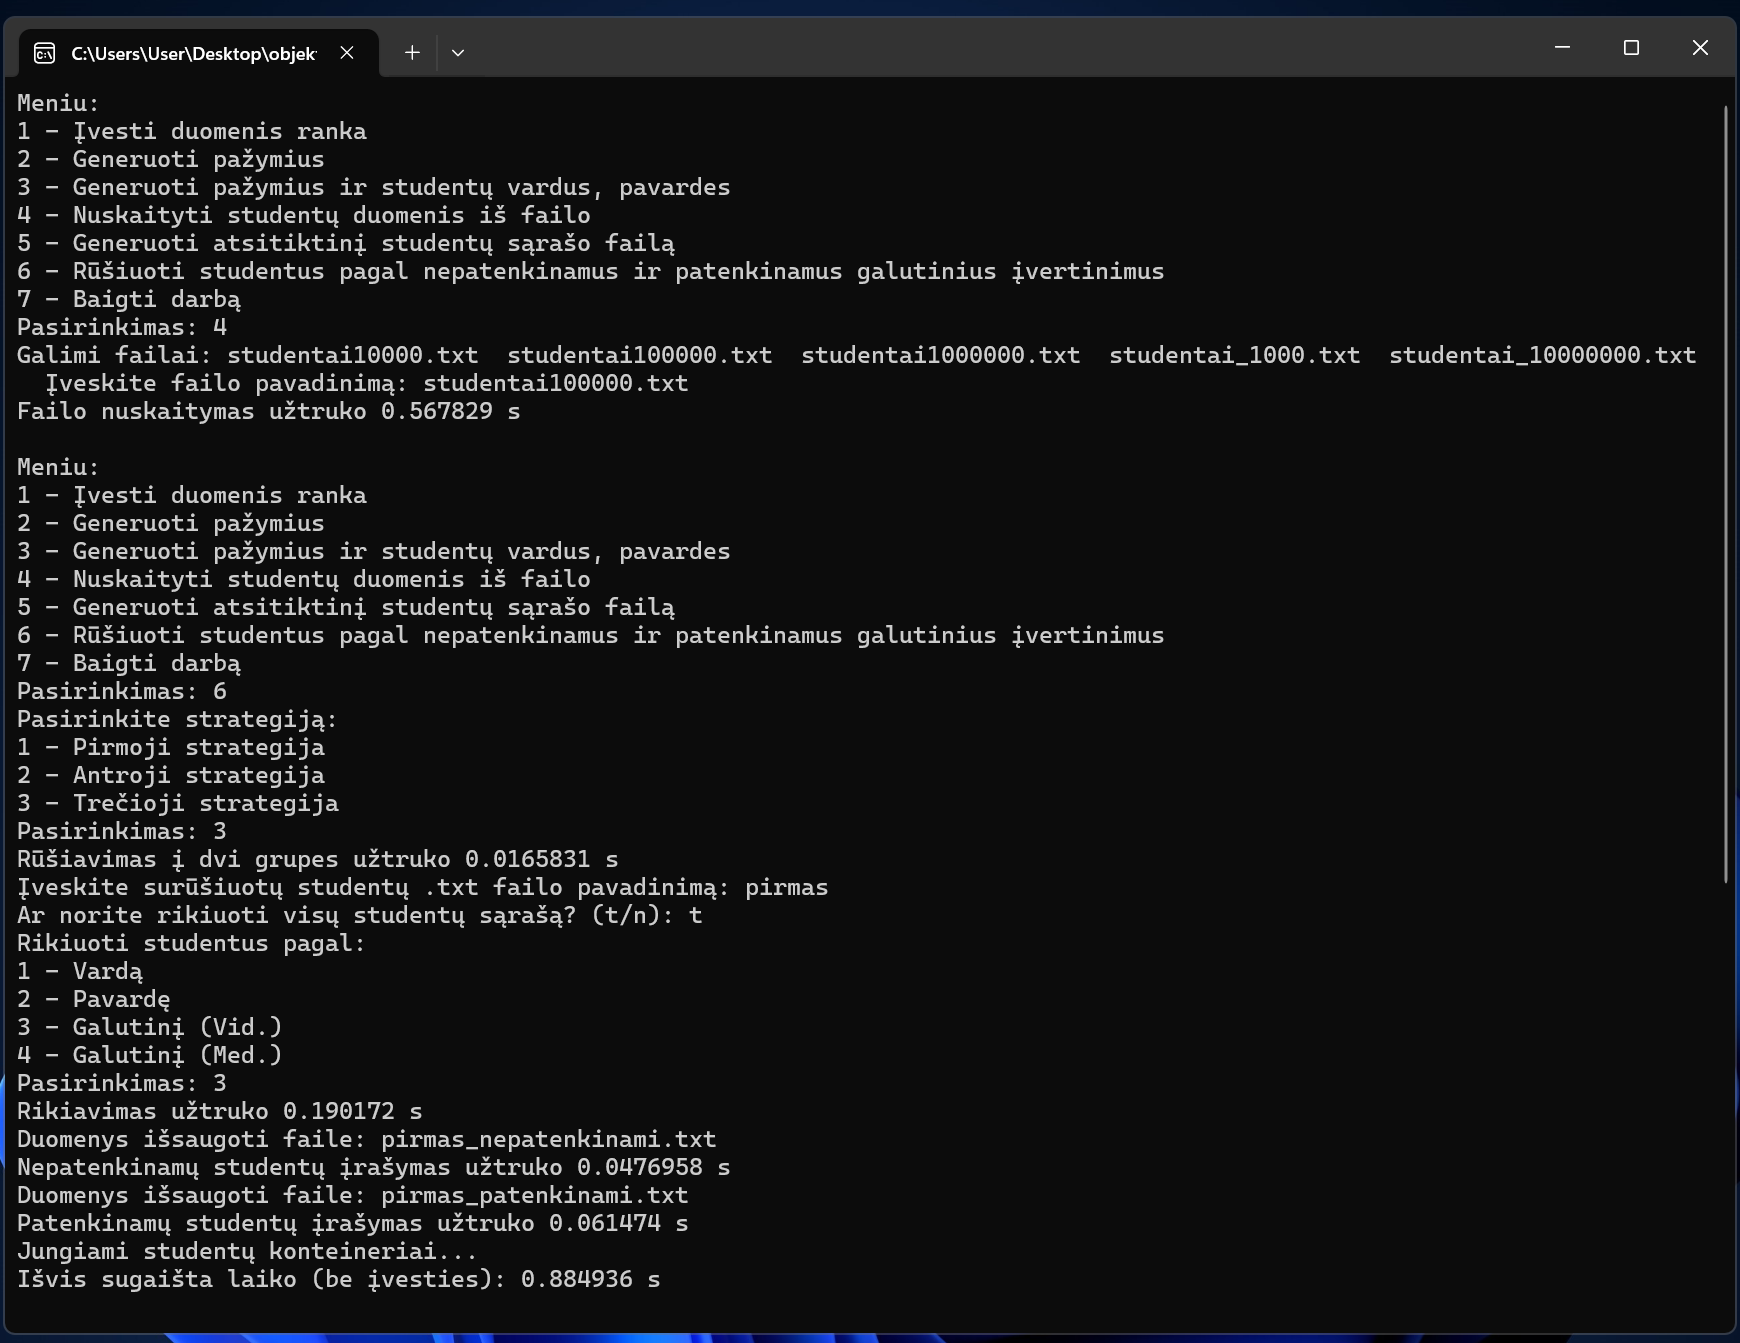 C:\Users\User\Desktop\objek
Meniu:
1 - Įvesti duomenis ranka
2 - Generuoti pažymius
3 - Generuoti pažymius ir studentų vardus, pavardes
4 - Nuskaityti studentų duomenis iš failo
5 - Generuoti atsitiktinį studentų sąrašo failą
6 - Rūšiuoti studentus pagal nepatenkinamus ir patenkinamus galutinius įvertinimus
7 - Baigti darbą
Pasirinkimas: 4
Galimi failai: studentai10000.txt  studentai100000.txt  studentai1000000.txt  studentai_1000.txt  studentai_10000000.txt
  Įveskite failo pavadinimą: studentai100000.txt
Failo nuskaitymas užtruko 0.567829 s
Meniu:
1 - Įvesti duomenis ranka
2 - Generuoti pažymius
3 - Generuoti pažymius ir studentų vardus, pavardes
4 - Nuskaityti studentų duomenis iš failo
5 - Generuoti atsitiktinį studentų sąrašo failą
6 - Rūšiuoti studentus pagal nepatenkinamus ir patenkinamus galutinius įvertinimus
7 - Baigti darbą
Pasirinkimas: 6
Pasirinkite strategiją:
1 - Pirmoji strategija
2 - Antroji strategija
3 - Trečioji strategija
Pasirinkimas: 3
Rūšiavimas į dvi grupes užtruko 0.0165831 s
Įveskite surūšiuotų studentų .txt failo pavadinimą: pirmas
Ar norite rikiuoti visų studentų sąrašą? (t/n): t
Rikiuoti studentus pagal:
1 - Vardą
2 - Pavardę
3 - Galutinį (Vid.)
4 - Galutinį (Med.)
Pasirinkimas: 3
Rikiavimas užtruko 0.190172 s
Duomenys išsaugoti faile: pirmas_nepatenkinami.txt
Nepatenkinamų studentų įrašymas užtruko 0.0476958 s
Duomenys išsaugoti faile: pirmas_patenkinami.txt
Patenkinamų studentų įrašymas užtruko 0.061474 s
Jungiami studentų konteineriai...
Išvis sugaišta laiko (be įvesties): 0.884936 s